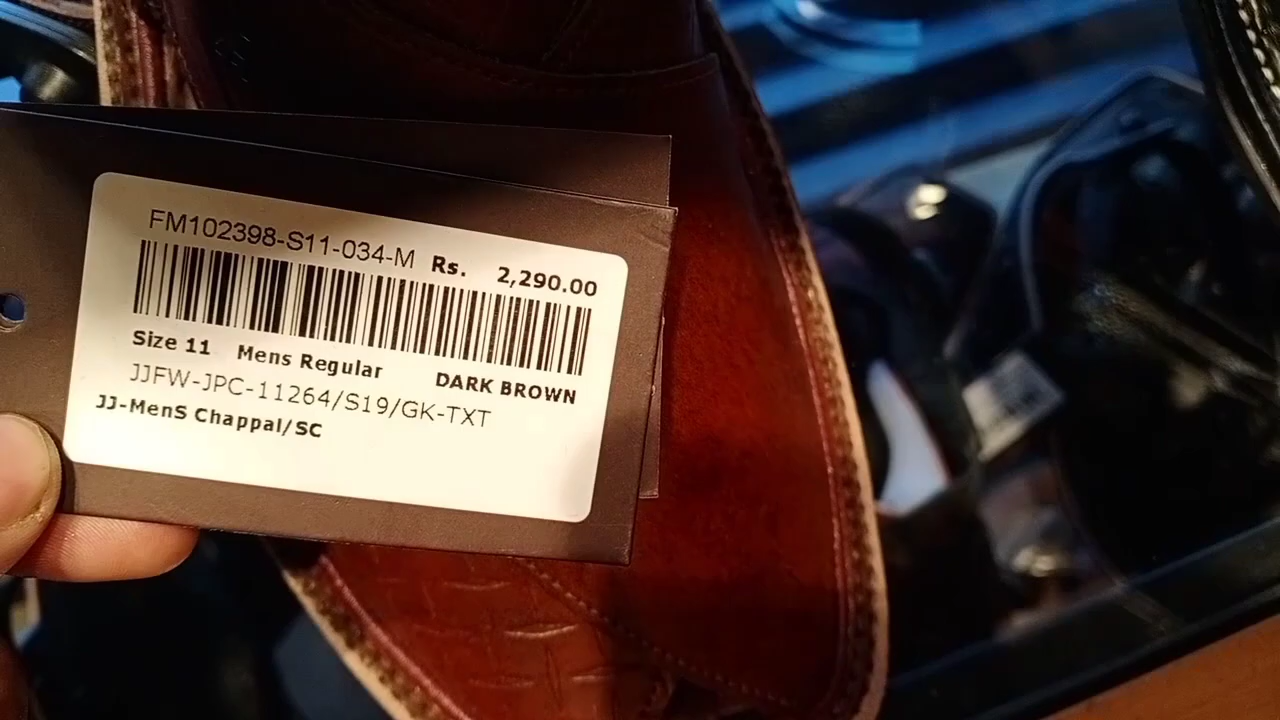 FM102398-S11-034-M Rs. 2,290.00
Size 11 Mens Regular DARK BROWN
JJFW-JPC-11264/S19/GK-TXT
JJ-MenS Chappal/SC